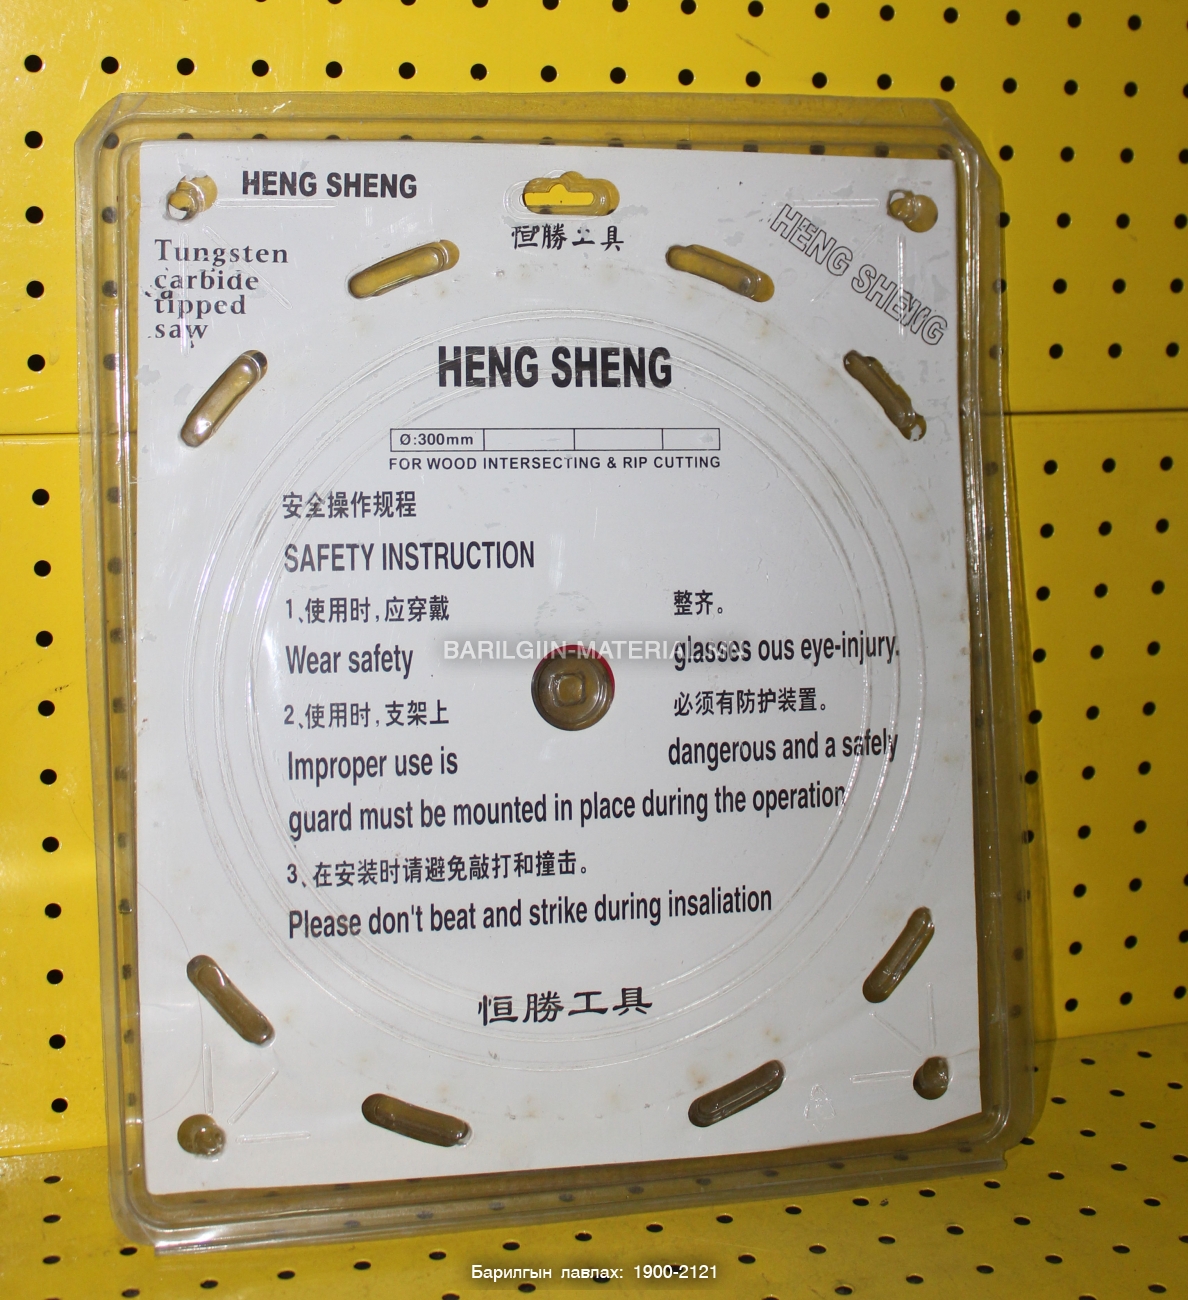 HENG SHENG
恒勝工具
HENG SHENG
Tungsten
carbide
tipped
saw
HENG SHENG
Ø:300mm
FOR WOOD INTERSECTING & RIP CUTTING
安全操作规程
SAFETY INSTRUCTION
1、使用时,应穿戴 整齐。
Wear safety glasses ous eye-injury.
BARILGIIN-MATERIAL.MN
2、使用时,支架上 必须有防护装置。
Improper use is dangerous and a safely
guard must be mounted in place during the operation
3、在安装时请避免敲打和撞击。
Please don't beat and strike during insaliation
恒勝工具
Барилгын лавлах: 1900-2121